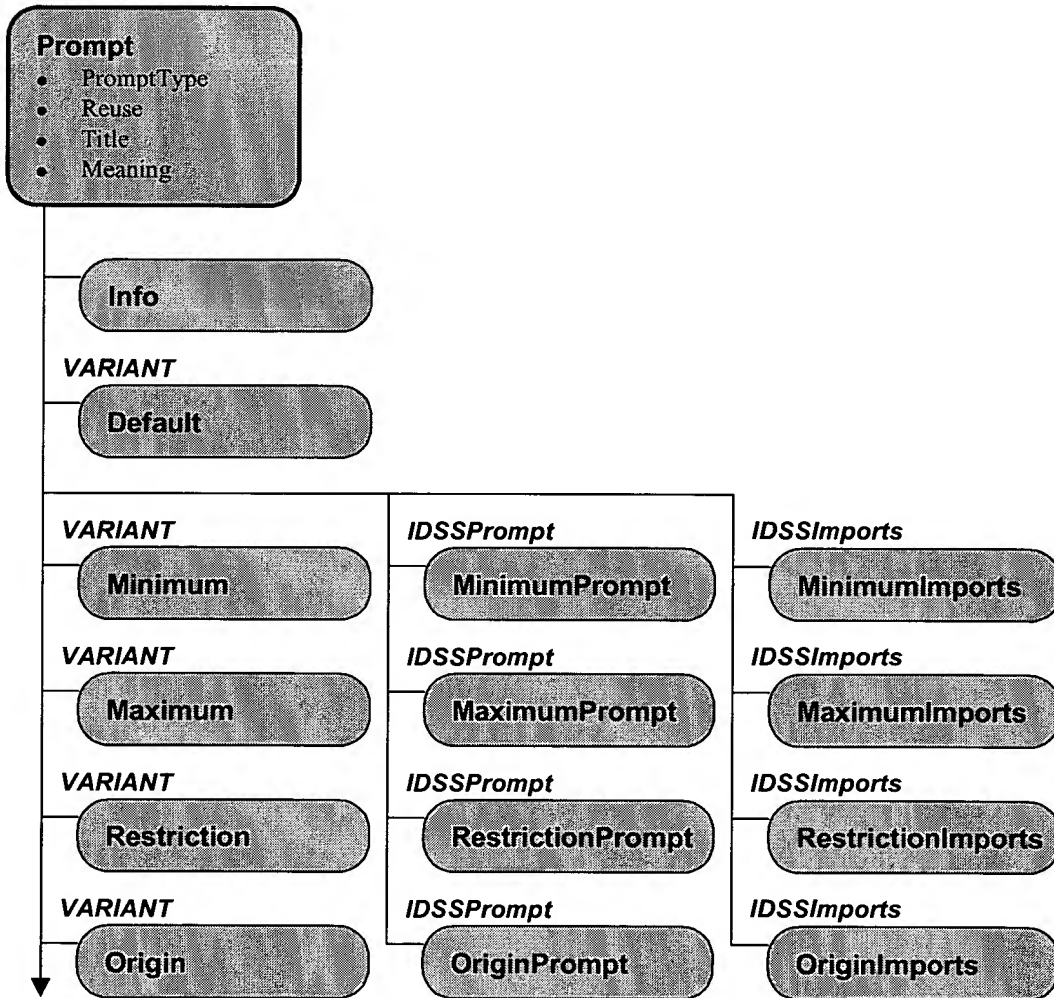 Prompt
• PromptType
• Reuse
• Title
• Meaning
Info
VARIANT
Default
VARIANT IDSSPrompt IDSSImports
Minimum MinimumPrompt MinimumImports
VARIANT IDSSPrompt IDSSImports
Maximum MaximumPrompt MaximumImports
VARIANT IDSSPrompt IDSSImports
Restriction RestrictionPrompt RestrictionImports
VARIANT IDSSPrompt IDSSImports
Origin OriginPrompt OriginImports